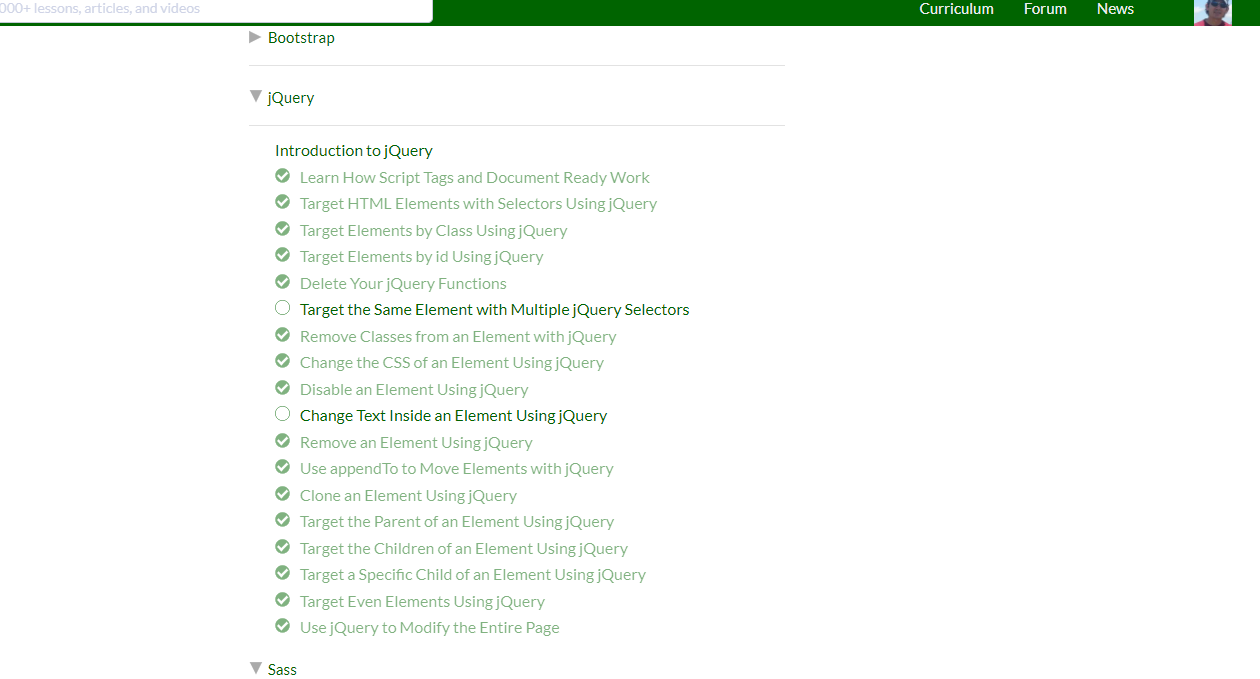 000+ lessons, articles, and videos
Curriculum Forum News
Bootstrap
jQuery
Introduction to jQuery
Learn How Script Tags and Document Ready Work
Target HTML Elements with Selectors Using jQuery
Target Elements by Class Using jQuery
Target Elements by id Using jQuery
Delete Your jQuery Functions
Target the Same Element with Multiple jQuery Selectors
Remove Classes from an Element with jQuery
Change the CSS of an Element Using jQuery
Disable an Element Using jQuery
Change Text Inside an Element Using jQuery
Remove an Element Using jQuery
Use appendTo to Move Elements with jQuery
Clone an Element Using jQuery
Target the Parent of an Element Using jQuery
Target the Children of an Element Using jQuery
Target a Specific Child of an Element Using jQuery
Target Even Elements Using jQuery
Use jQuery to Modify the Entire Page
Sass